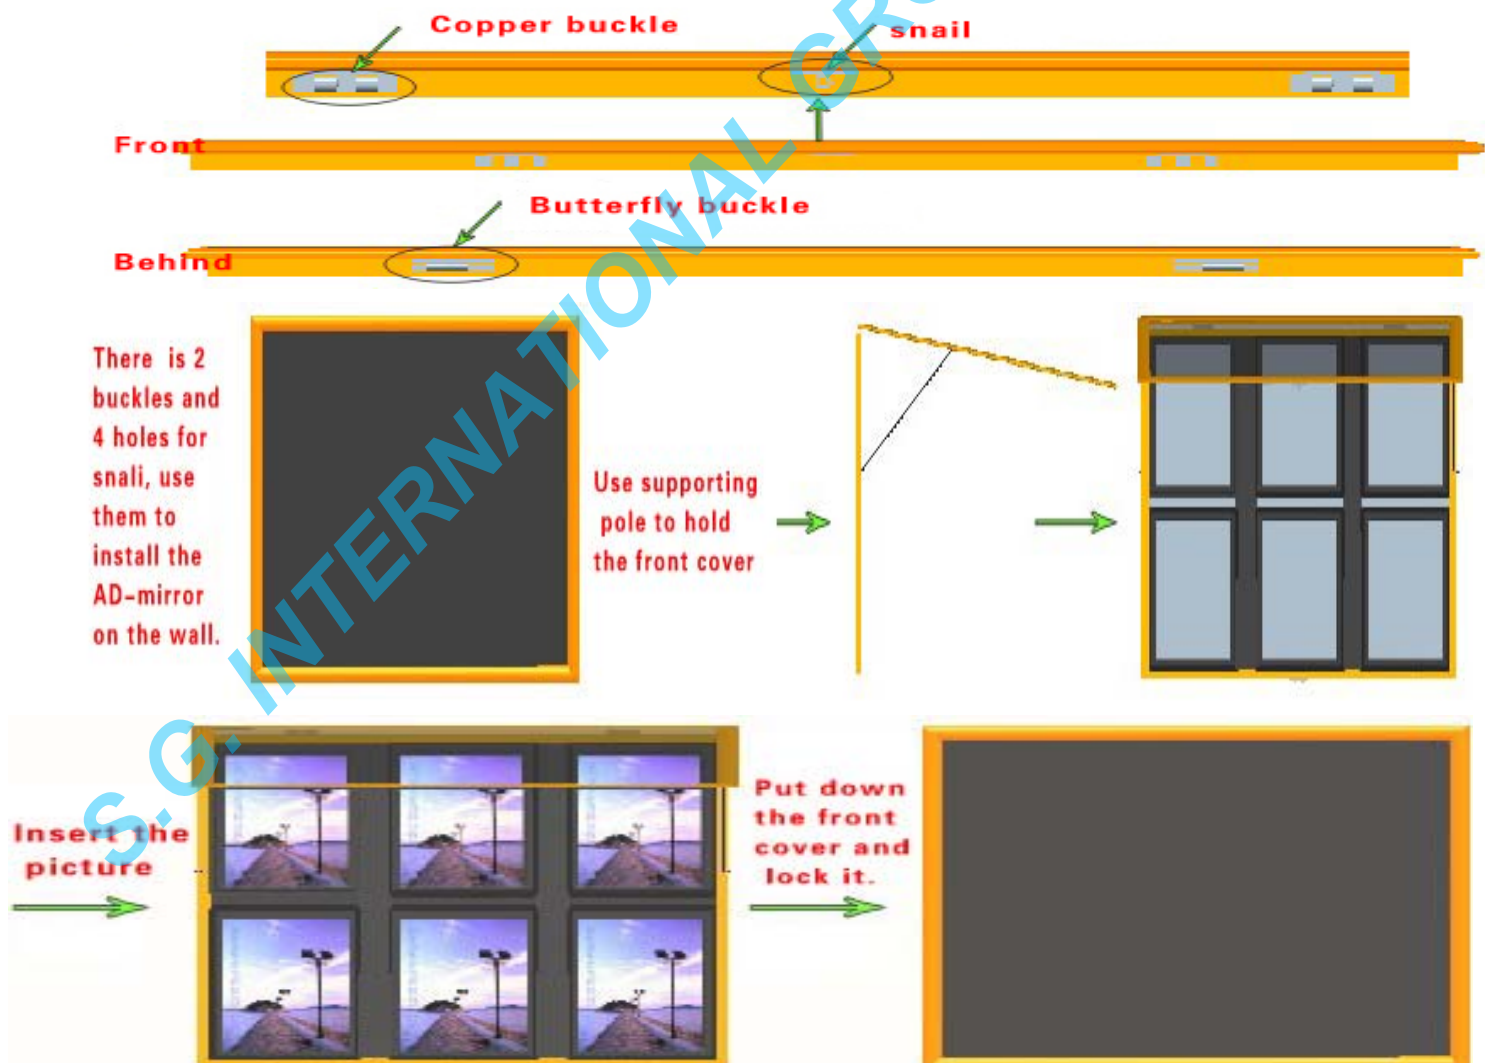 Copper buckle
snail
Front
Butterfly buckle
Behind
There is 2
buckles and
4 holes for
snali, use
them to
install the
AD-mirror
on the wall.
Use supporting
pole to hold
the front cover
Insert the
picture
Put down
the front
cover and
lock it.
S.G. INTERNATIONAL